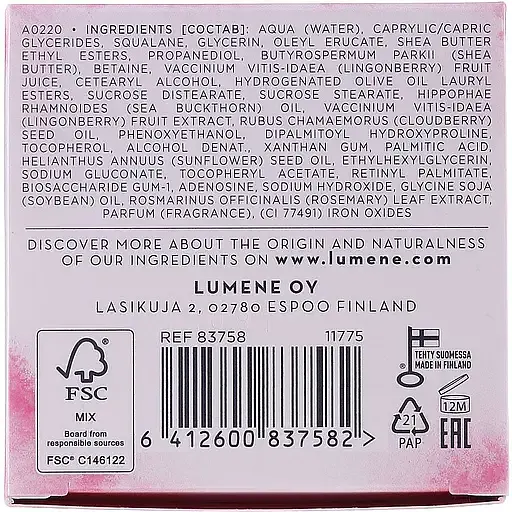 A0220 • INGREDIENTS [СОСТАВ]: AQUA (WATER), CAPRYLIC/CAPRIC
GLYCERIDES, SQUALANE, GLYCERIN, OLEYL ERUCATE, SHEA BUTTER
ETHYL ESTERS, PROPANEDIOL, BUTYROSPERMUM PARKII (SHEA
BUTTER), BETAINE, VACCINIUM VITIS-IDAEA (LINGONBERRY) FRUIT
JUICE, CETEARYL ALCOHOL, HYDROGENATED OLIVE OIL LAURYL
ESTERS, SUCROSE DISTEARATE, SUCROSE STEARATE, HIPPOPHAE
RHAMNOIDES (SEA BUCKTHORN) OIL, VACCINIUM VITIS-IDAEA
(LINGONBERRY) FRUIT EXTRACT, RUBUS CHAMAEMORUS (CLOUDBERRY)
SEED OIL, PHENOXYETHANOL, DIPALMITOYL HYDROXYPROLINE,
TOCOPHEROL, ALCOHOL DENAT., XANTHAN GUM, PALMITIC ACID,
HELIANTHUS ANNUUS (SUNFLOWER) SEED OIL, ETHYLHEXYLGLYCERIN,
SODIUM GLUCONATE, TOCOPHERYL ACETATE, RETINYL PALMITATE,
BIOSACCHARIDE GUM-1, ADENOSINE, SODIUM HYDROXIDE, GLYCINE SOJA
(SOYBEAN) OIL, ROSMARINUS OFFICINALIS (ROSEMARY) LEAF EXTRACT,
PARFUM (FRAGRANCE), (CI 77491) IRON OXIDES
DISCOVER MORE ABOUT THE ORIGIN AND NATURALNESS
OF OUR INGREDIENTS ON www.lumene.com
LUMENE OY
LASIKUJA 2, 02780 ESPOO FINLAND
REF 83758 11775
FSC
MIX
Board from
responsible sources
FSC® C146122
6 412600 837582 >
TEHTY SUOMESSA
MADE IN FINLAND
12M
21
PAP
EAC